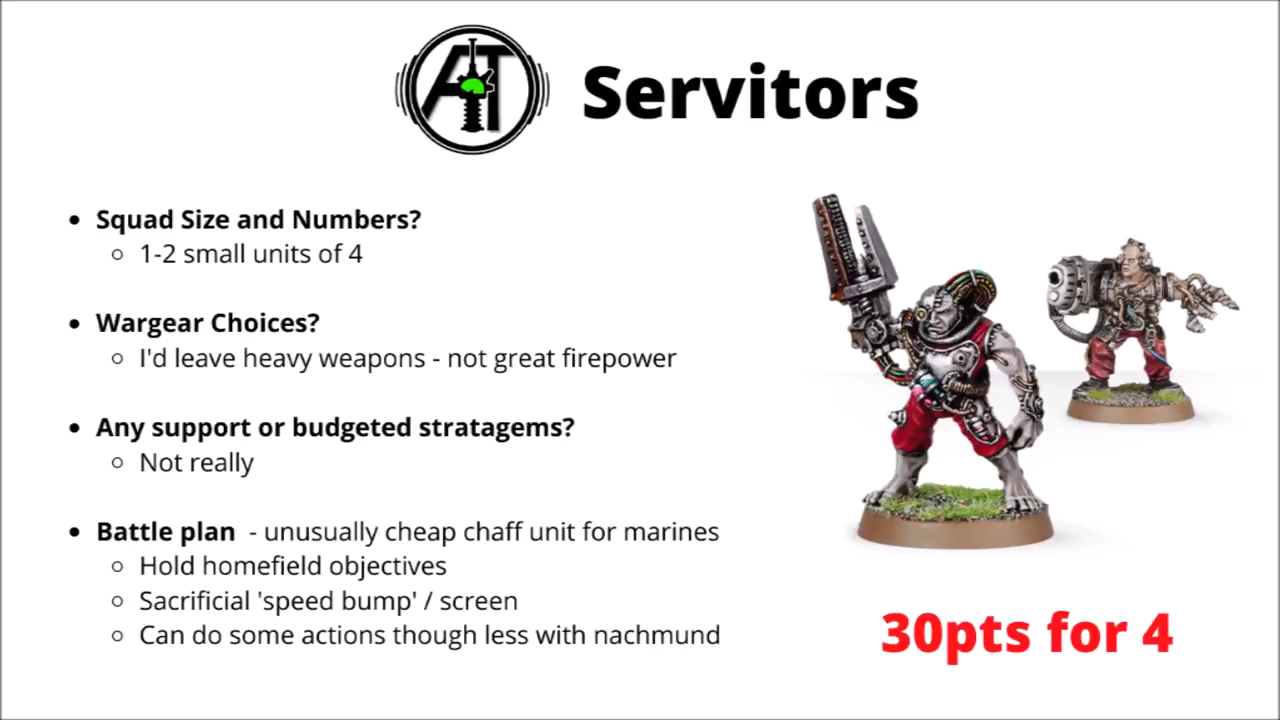 AT
Servitors
• Squad Size and Numbers?
○ 1-2 small units of 4
• Wargear Choices?
○ I'd leave heavy weapons - not great firepower
• Any support or budgeted stratagems?
○ Not really
• Battle plan - unusually cheap chaff unit for marines
○ Hold homefield objectives
○ Sacrificial 'speed bump' / screen
○ Can do some actions though less with nachmund
30pts for 4